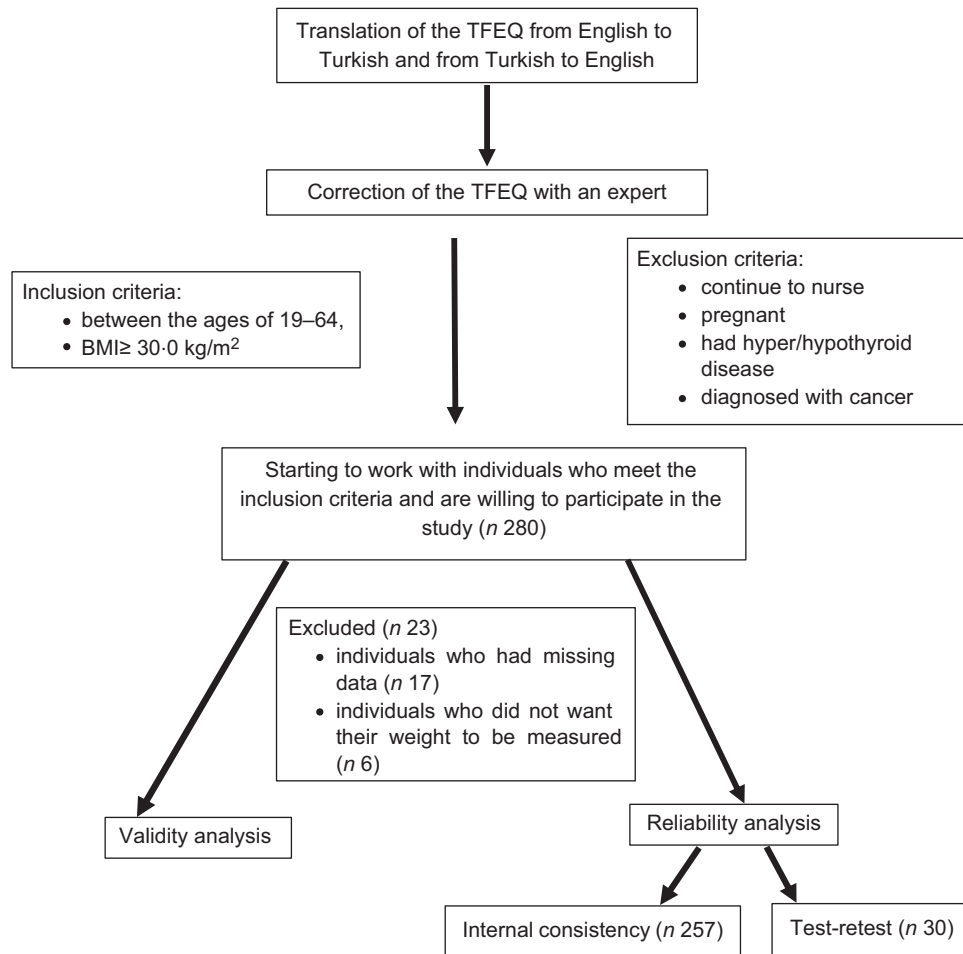 Translation of the TFEQ from English to
Turkish and from Turkish to English
Correction of the TFEQ with an expert
Inclusion criteria:
• between the ages of 19–64,
• BMI≥ 30·0 kg/m²
Exclusion criteria:
• continue to nurse
• pregnant
• had hyper/hypothyroid
disease
• diagnosed with cancer
Starting to work with individuals who meet the
inclusion criteria and are willing to participate in the
study (n 280)
Excluded (n 23)
• individuals who had missing
data (n 17)
• individuals who did not want
their weight to be measured
(n 6)
Validity analysis
Reliability analysis
Internal consistency (n 257)
Test-retest (n 30)